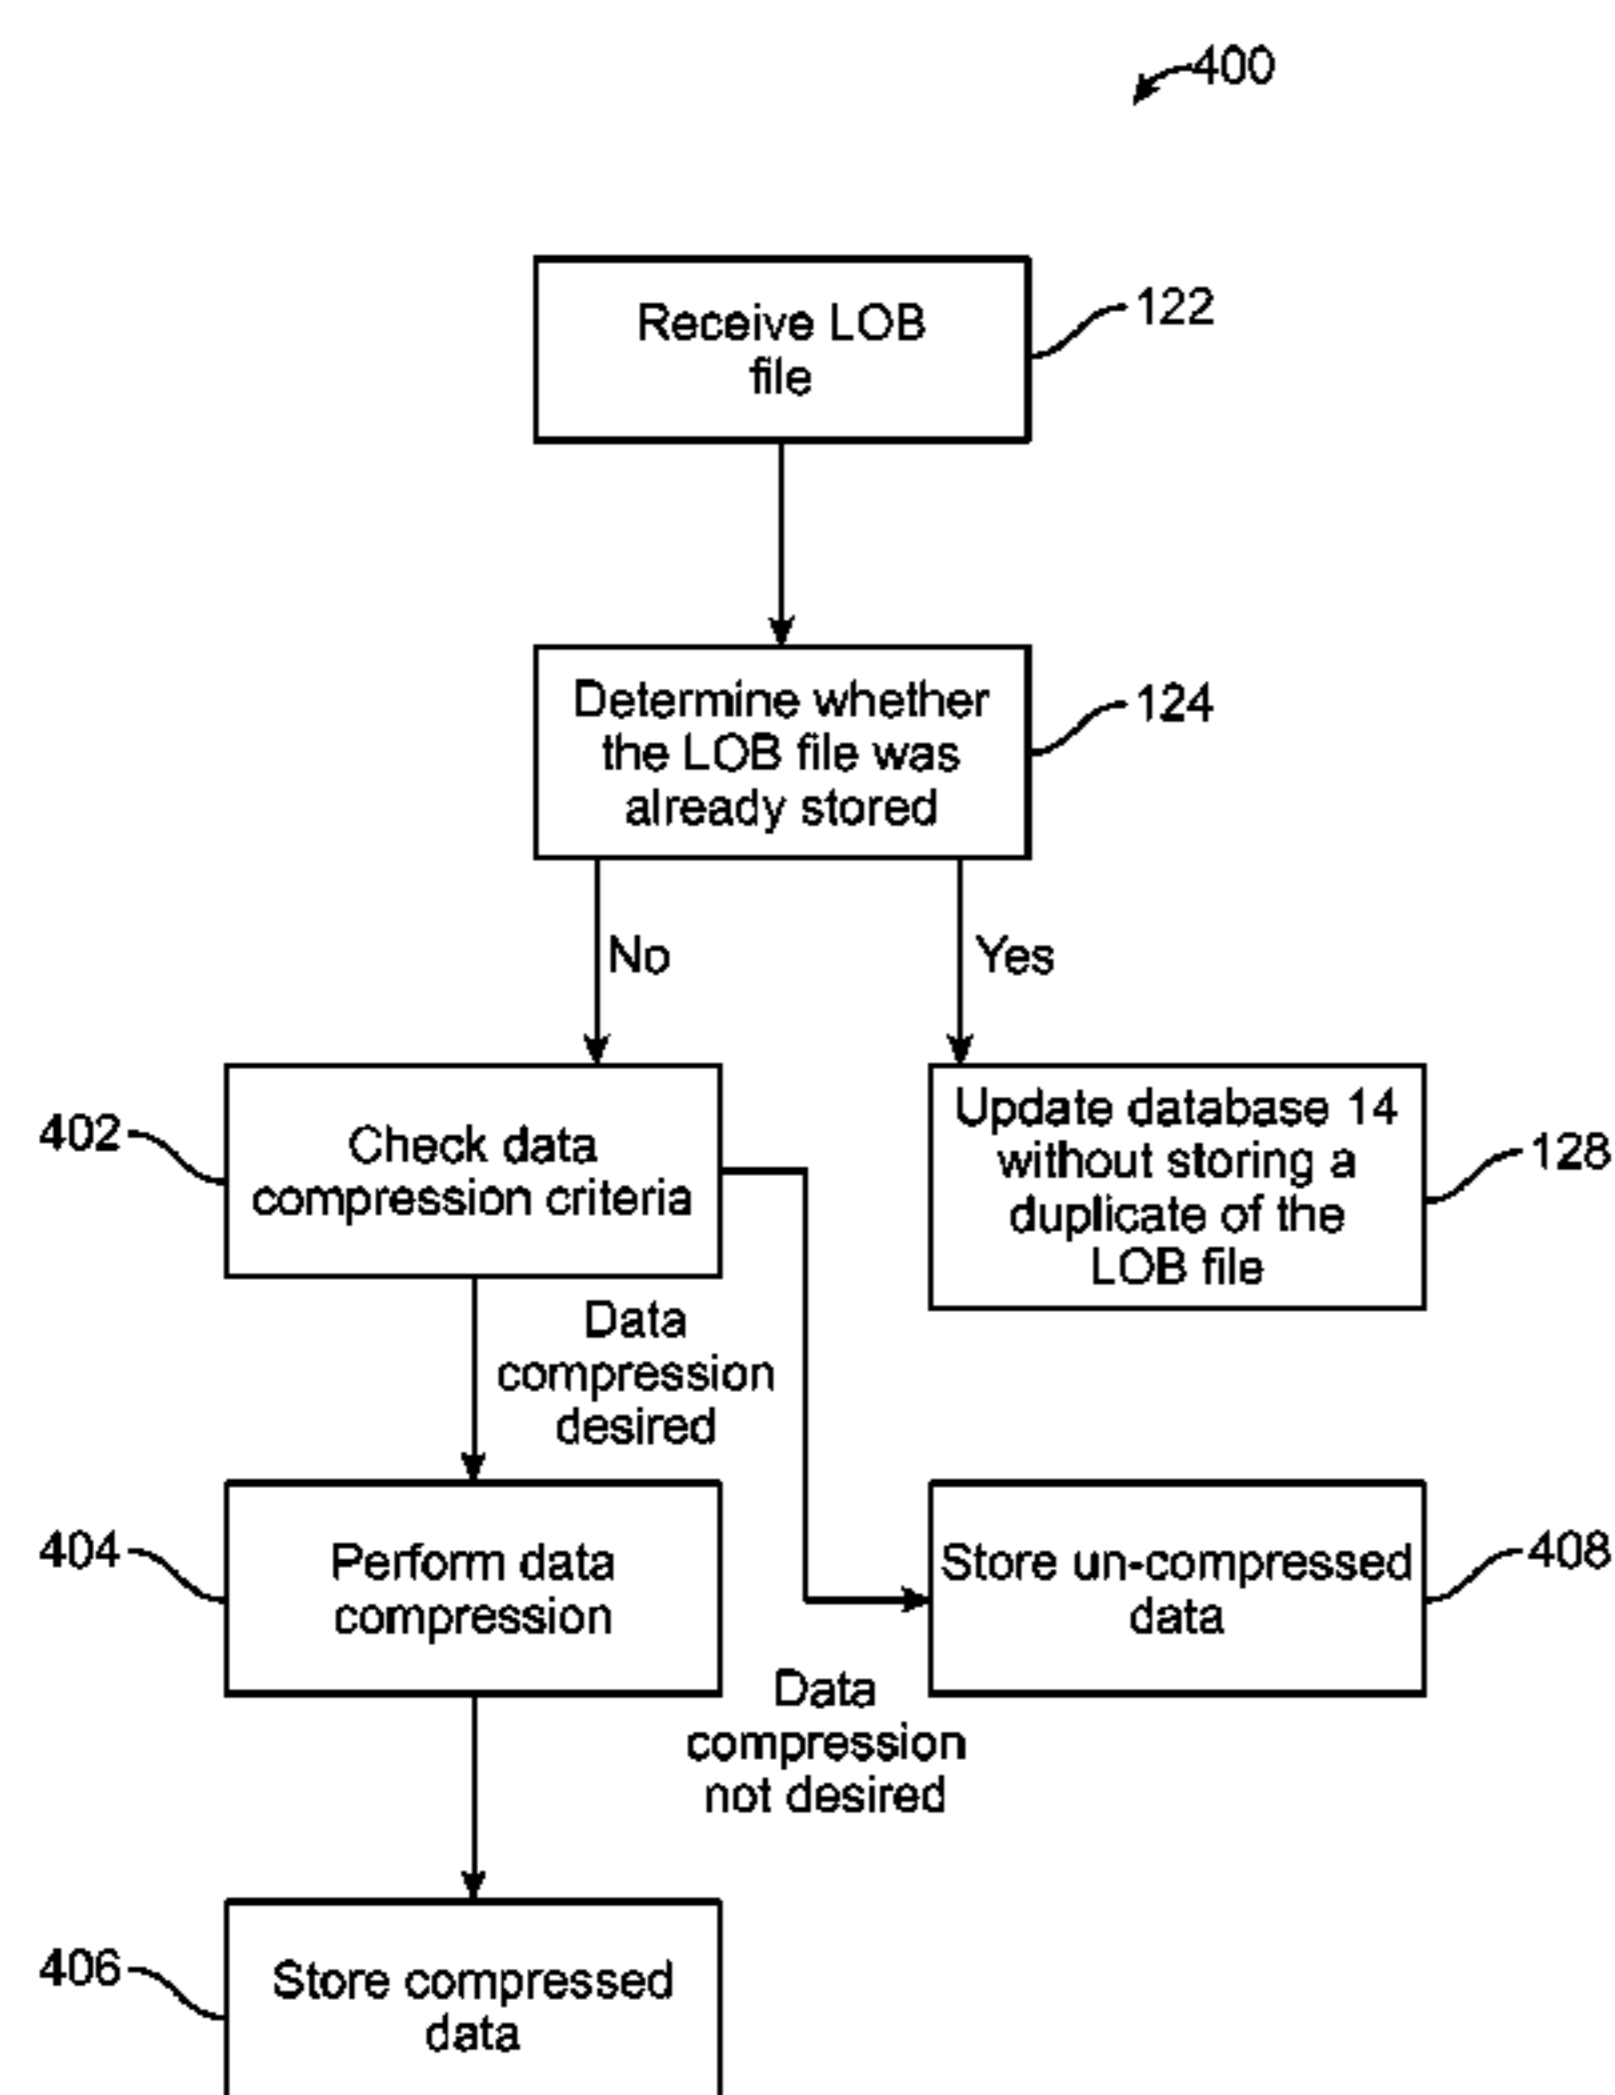 400
Receive LOB
file
122
Determine whether
the LOB file was
already stored
124
No
Yes
402
Check data
compression criteria
Update database 14
without storing a
duplicate of the
LOB file
128
Data
compression
desired
404
Perform data
compression
Store un-compressed
data
408
Data
compression
not desired
406
Store compressed
data